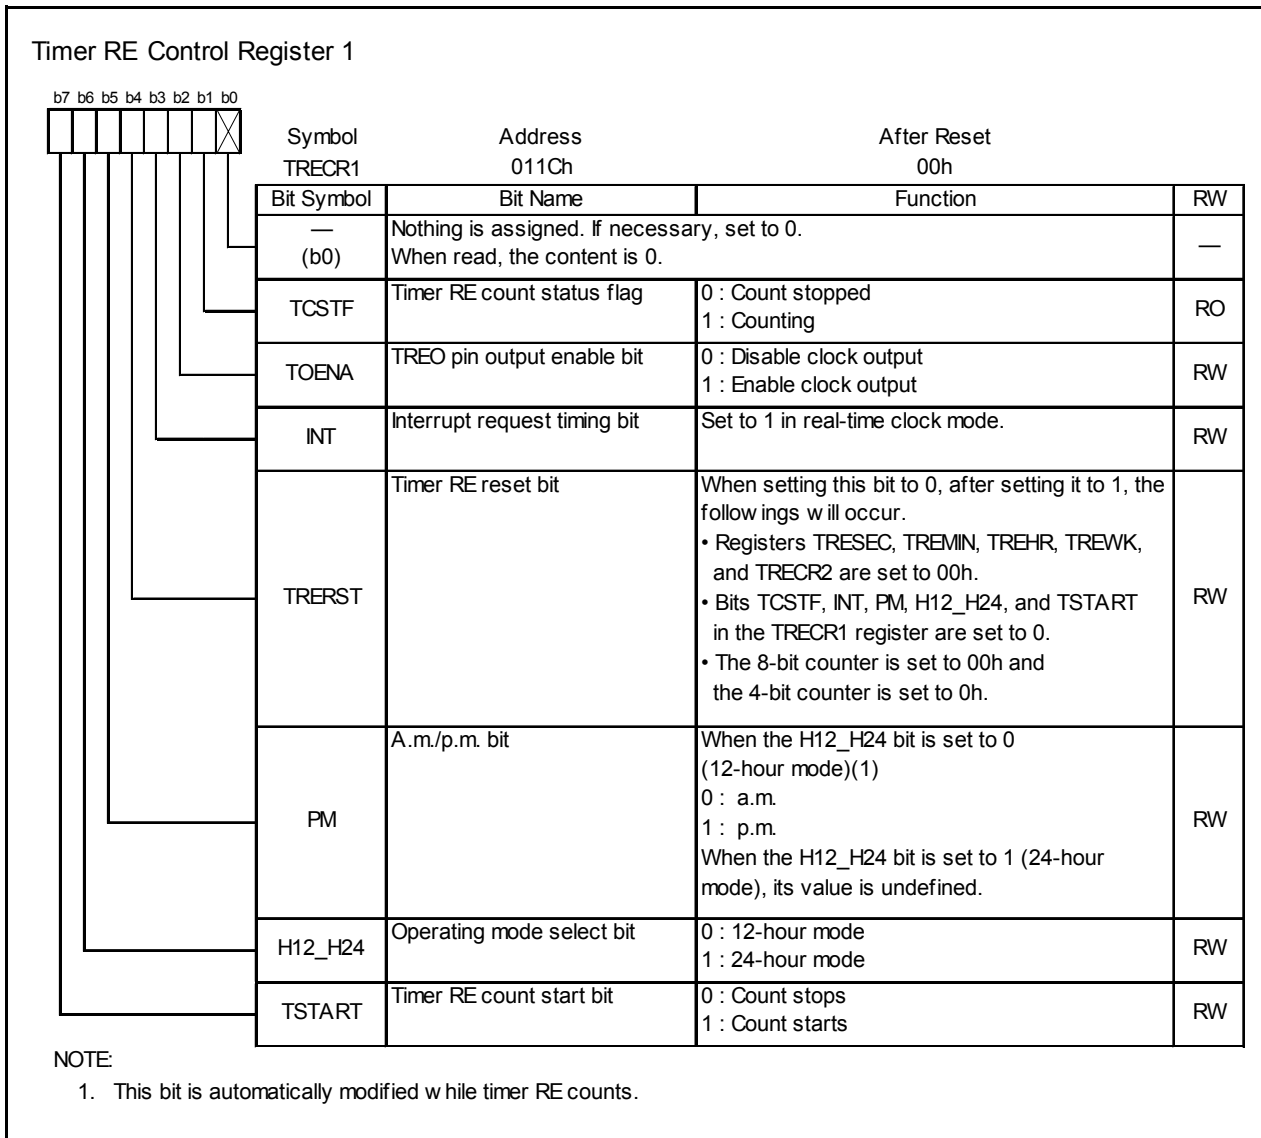 Timer RE Control Register 1
b7 b6 b5 b4 b3 b2 b1 b0
Symbol Address After Reset
TRECR1 011Ch 00h
Bit Symbol Bit Name Function RW
— (b0) Nothing is assigned. If necessary, set to 0.
When read, the content is 0. —
TCSTF Timer RE count status flag 0 : Count stopped
1 : Counting RO
TOENA TREO pin output enable bit 0 : Disable clock output
1 : Enable clock output RW
INT Interrupt request timing bit Set to 1 in real-time clock mode. RW
TRERST Timer RE reset bit When setting this bit to 0, after setting it to 1, the
followings will occur.
• Registers TRESEC, TREMIN, TREHR, TREWK,
and TRECR2 are set to 00h.
• Bits TCSTF, INT, PM, H12_H24, and TSTART
in the TRECR1 register are set to 0.
• The 8-bit counter is set to 00h and
the 4-bit counter is set to 0h. RW
PM A.m./p.m. bit When the H12_H24 bit is set to 0
(12-hour mode)(1)
0 : a.m.
1 : p.m.
When the H12_H24 bit is set to 1 (24-hour
mode), its value is undefined. RW
H12_H24 Operating mode select bit 0 : 12-hour mode
1 : 24-hour mode RW
TSTART Timer RE count start bit 0 : Count stops
1 : Count starts RW
NOTE:
1. This bit is automatically modified while timer RE counts.